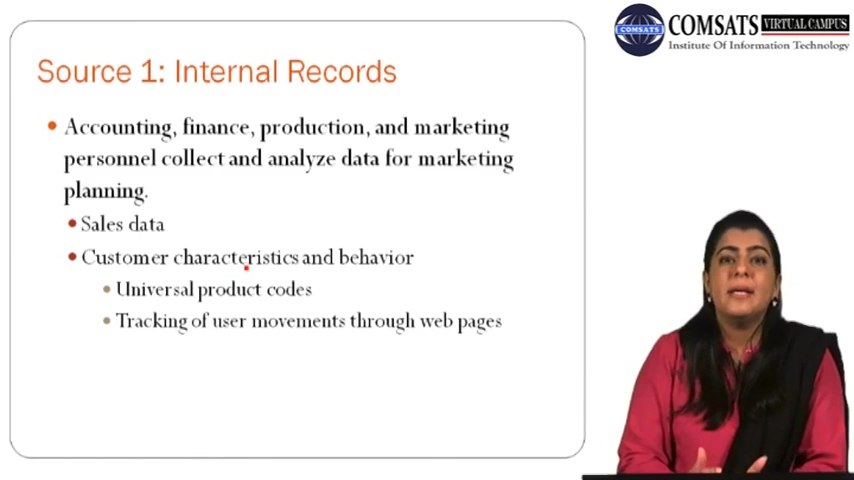 COMSATS VIRTUAL CAMPUS
Institute Of Information Technology
Source 1: Internal Records
Accounting, finance, production, and marketing
personnel collect and analyze data for marketing
planning.
Sales data
Customer characteristics and behavior
Universal product codes
Tracking of user movements through web pages